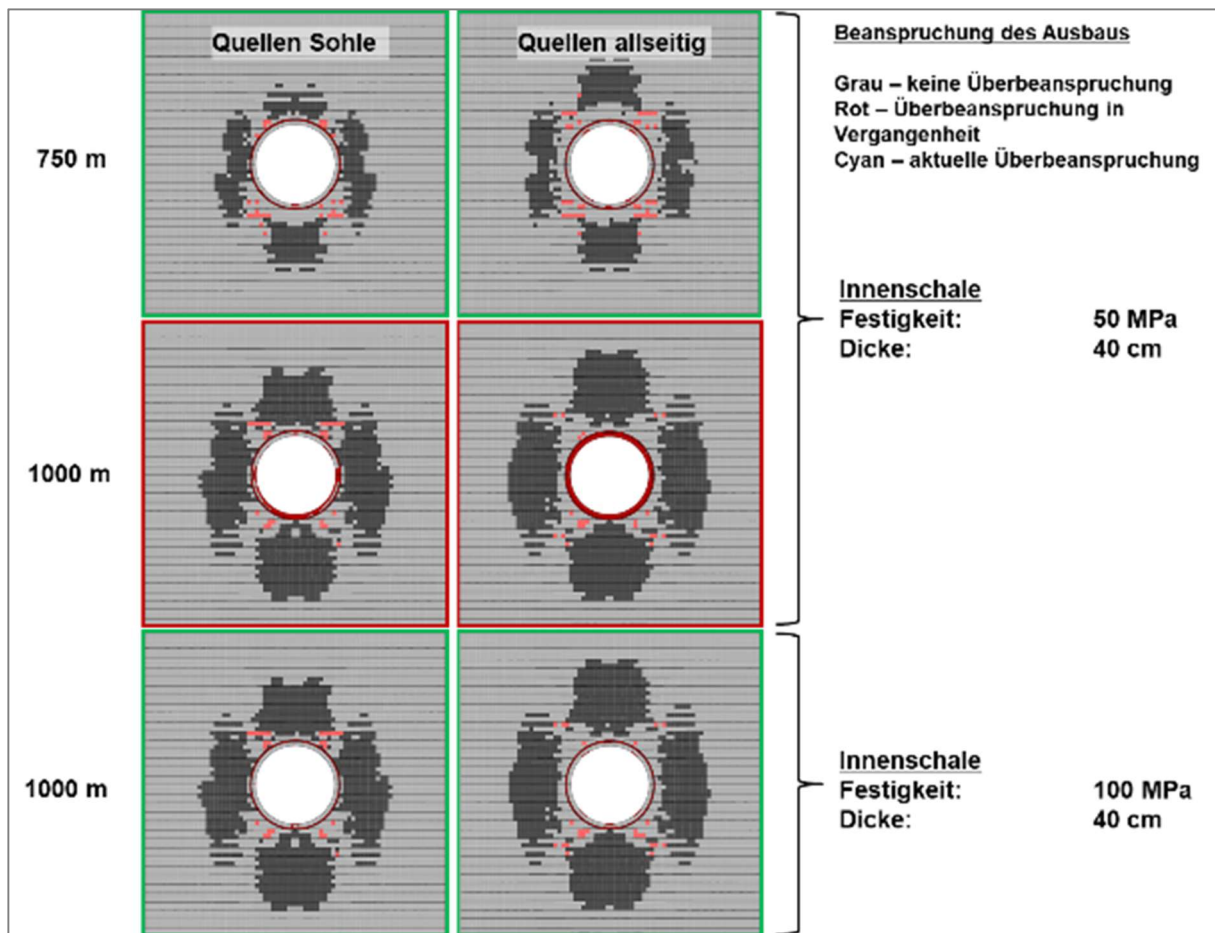 Quellen Sohle
Quellen allseitig
Beanspruchung des Ausbaus
Grau – keine Überbeanspruchung
Rot – Überbeanspruchung in
Vergangenheit
Cyan – aktuelle Überbeanspruchung
750 m
Innenschale
Festigkeit: 50 MPa
Dicke: 40 cm
1000 m
1000 m
Innenschale
Festigkeit: 100 MPa
Dicke: 40 cm